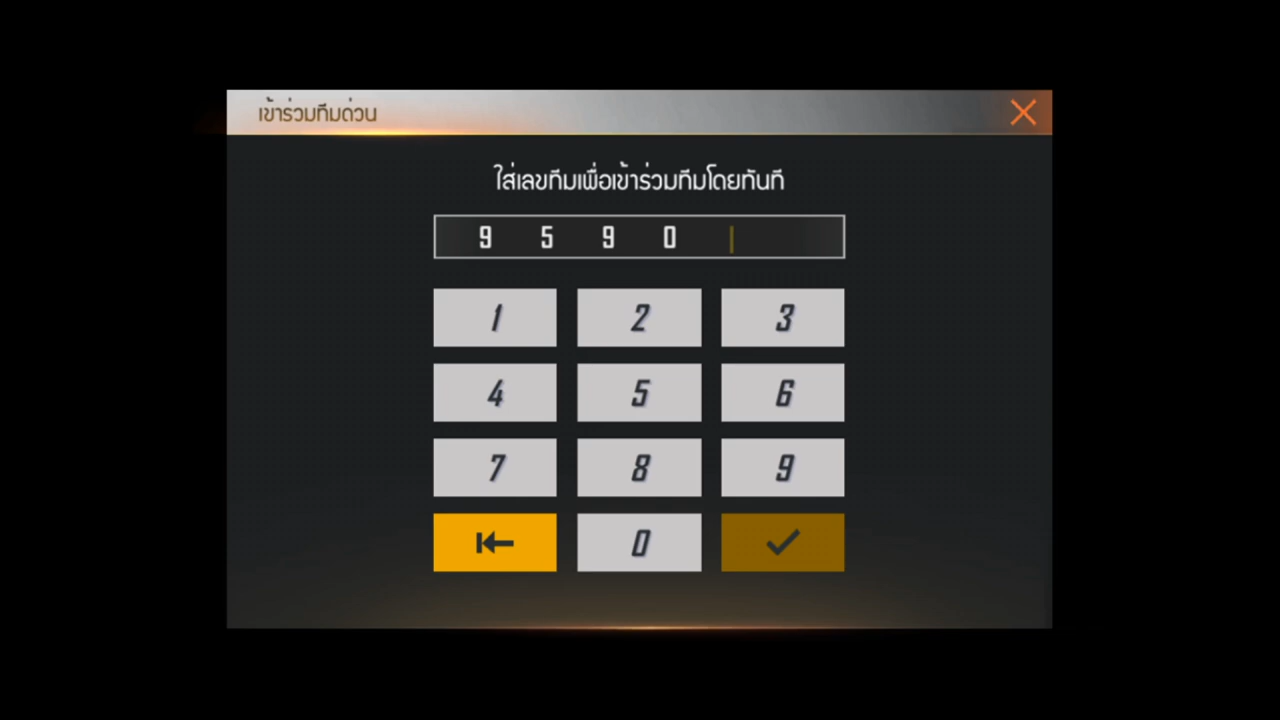 เข้าร่วมทีมด่วน
ใส่เลขทีมเพื่อเข้าร่วมทีมโดยทันที
9 5 9 0
1 2 3
4 5 6
7 8 9
0